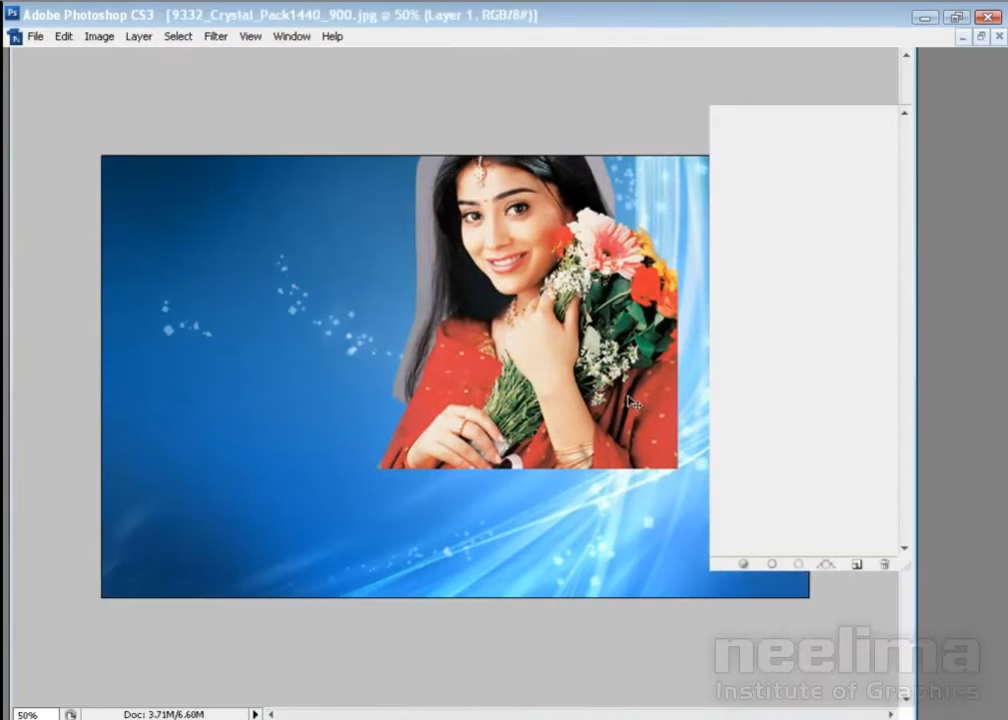 Ps Adobe Photoshop CS3 [9332_Crystal_Pack1440_900.jpg @ 50% (Layer 1, RGB/8#)]
File Edit Image Layer Select Filter View Window Help
neelima
Institute of Graphics
50% Doc: 3.71M/6.60M